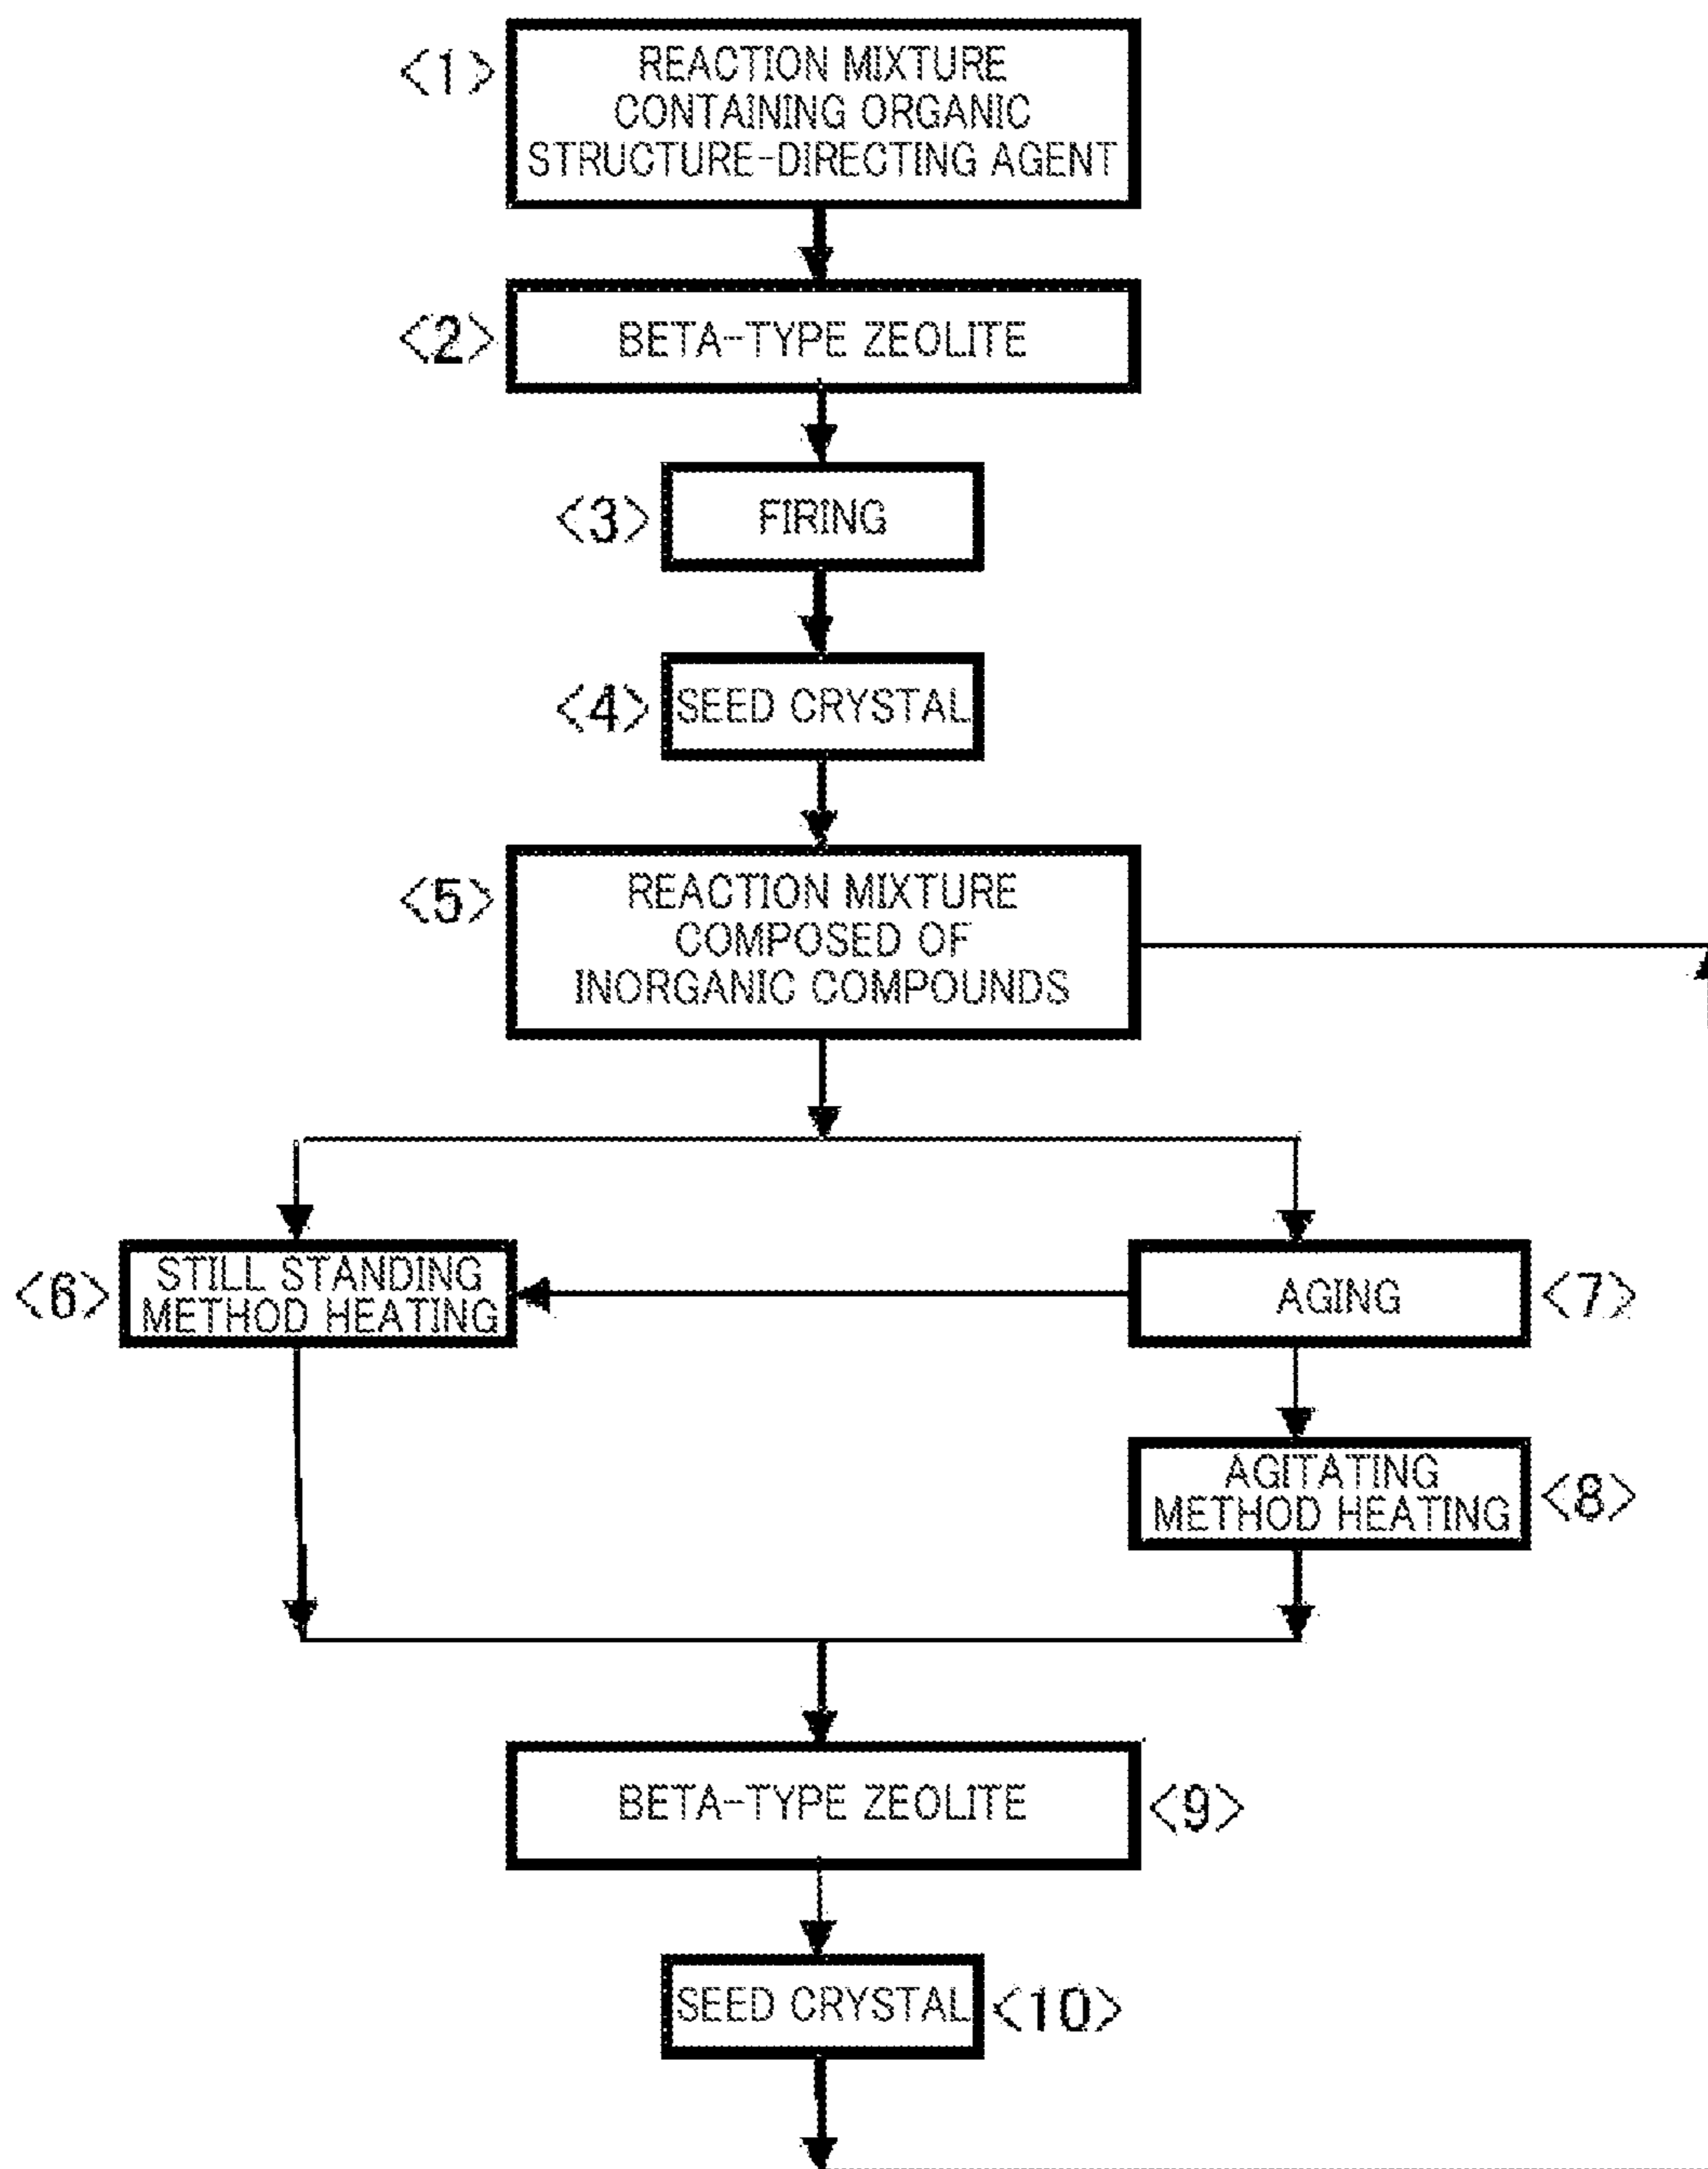 <1>
REACTION MIXTURE
CONTAINING ORGANIC
STRUCTURE-DIRECTING AGENT
<2>
BETA-TYPE ZEOLITE
<3>
FIRING
<4>
SEED CRYSTAL
<5>
REACTION MIXTURE
COMPOSED OF
INORGANIC COMPOUNDS
<6>
STILL STANDING
METHOD HEATING
AGING
<7>
AGITATING
METHOD HEATING
<8>
BETA-TYPE ZEOLITE
<9>
SEED CRYSTAL
<10>